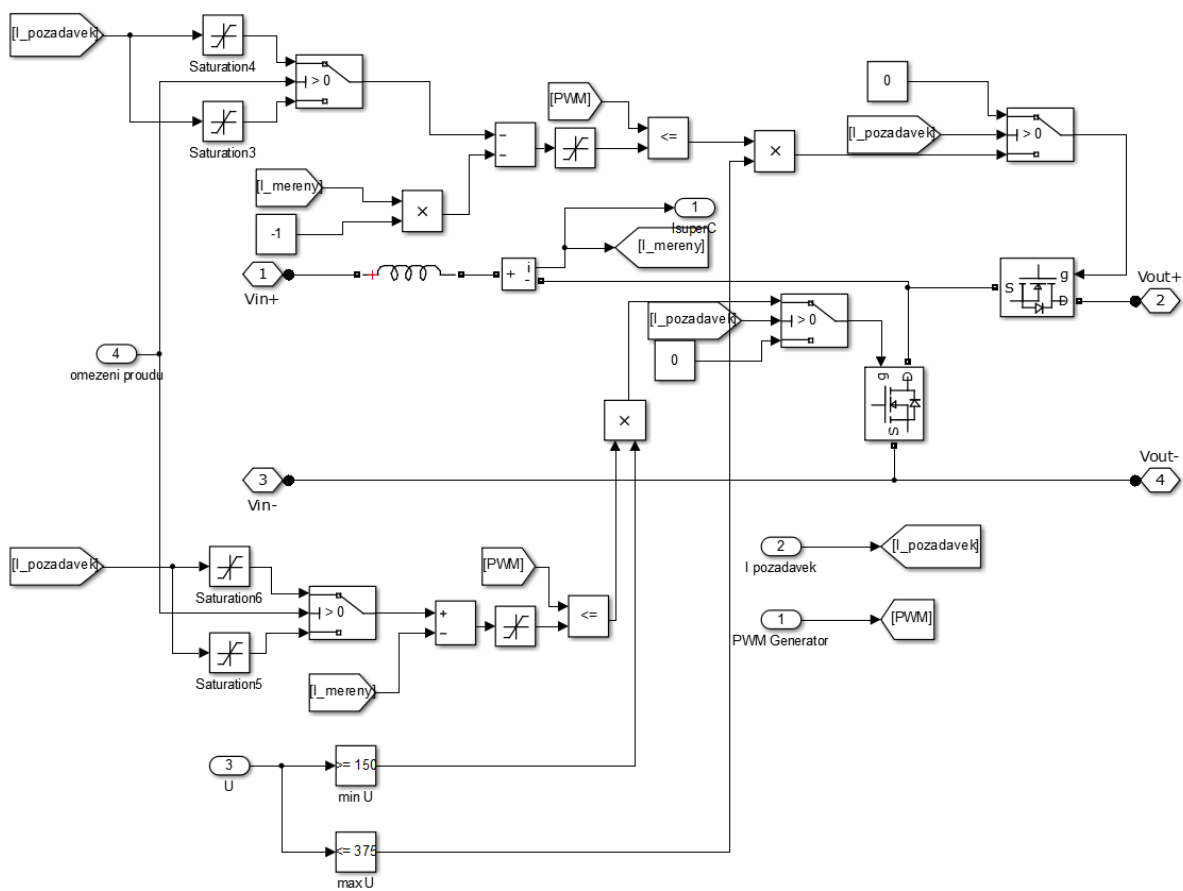 [I_pozadavek]
Saturation4
> 0
Saturation3
[PWM]
0
[I_pozadavek]
> 0
−
−
<=
×
[I_mereny]
×
-1
1
IsuperC
[I_mereny]
1
Vin+
+
i
-
S
g
D
Vout+
2
[I_pozadavek]
> 0
0
4
omezeni proudu
g
D
S
×
3
Vin-
Vout-
4
[I_pozadavek]
Saturation6
> 0
Saturation5
[PWM]
+
−
<=
[I_mereny]
2
I pozadavek
[I_pozadavek]
1
PWM Generator
[PWM]
3
U
>= 150
min U
<= 375
max U